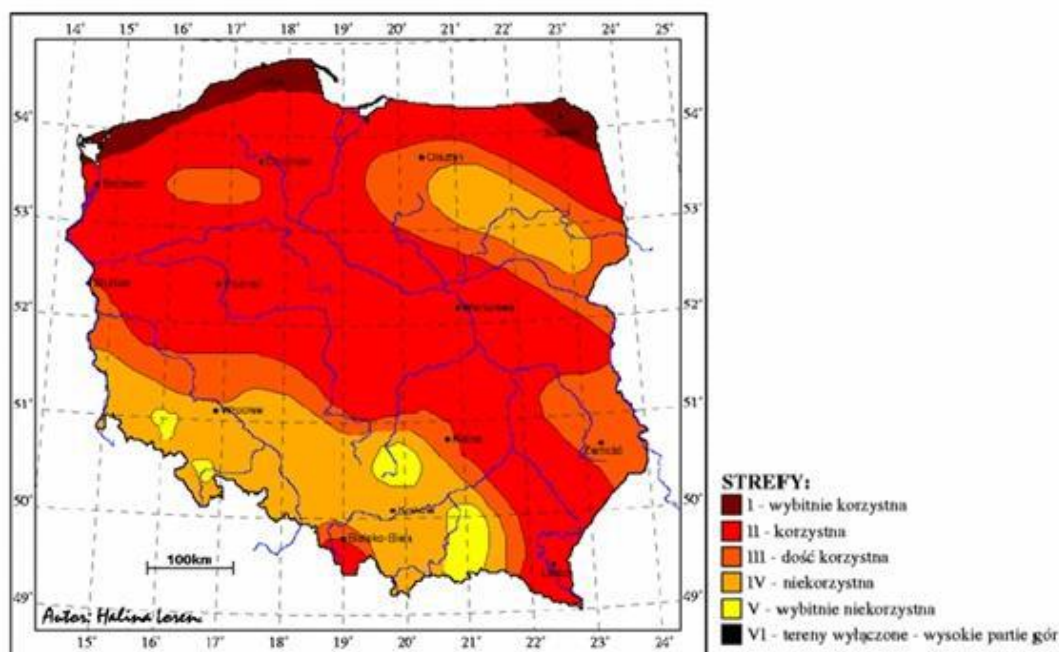 14° 15° 16° 17° 18° 19° 20° 21° 22° 23° 24° 25°
54° 54°
Olsztyn
53° 53°
Poznań
Warszawa
52° 52°
Wrocław
51° 51°
Kielce
Zamość
50° 50°
Kraków
Bielsko-Biała
100km
49° 49°
Autor: Halina Lorenc
15° 16° 17° 18° 19° 20° 21° 22° 23° 24°
STREFY:
I - wybitnie korzystna
II - korzystna
III - dość korzystna
IV - niekorzystna
V - wybitnie niekorzystna
VI - tereny wyłączone - wysokie partie gór